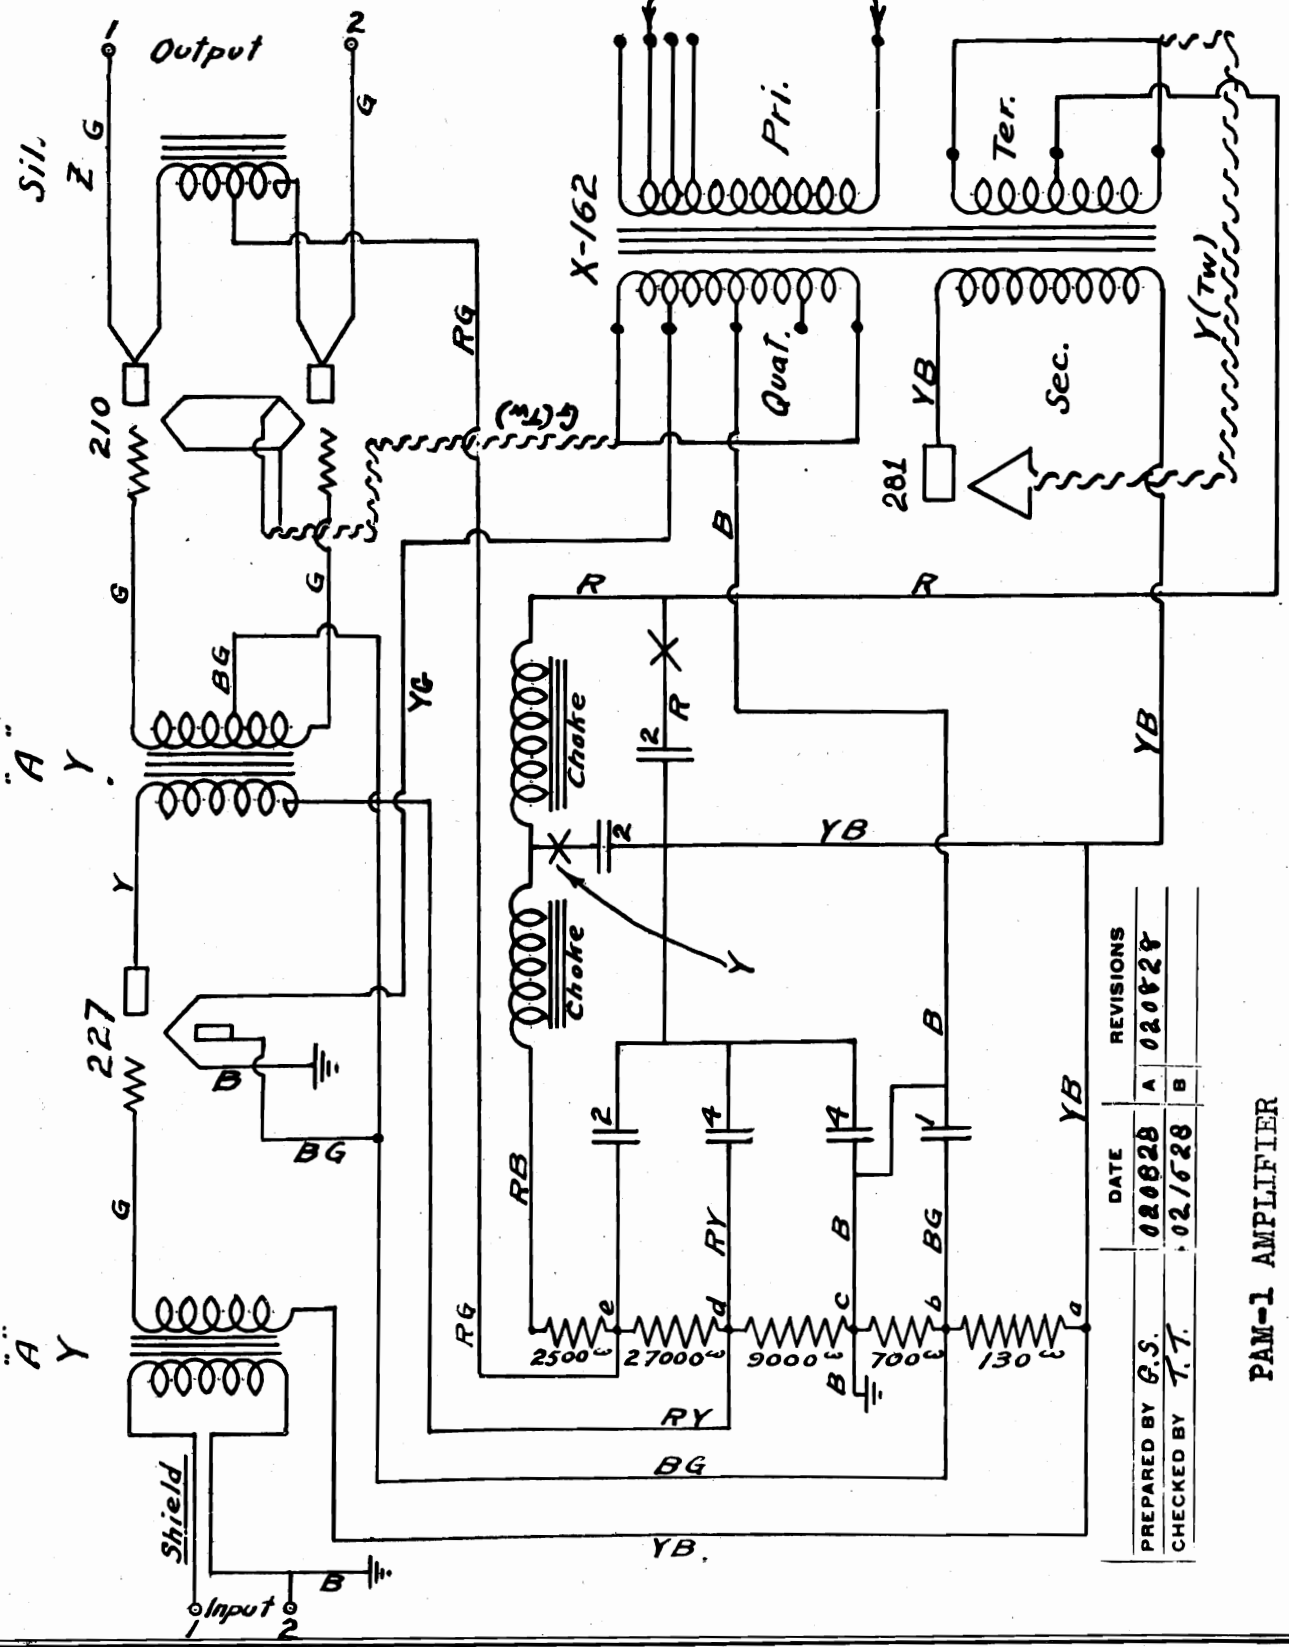 Sil.
Z
"A"
Y.
"A"
Y
1
Output
2
G
G
210
G
G
BG
Y
227
G
B
BG
Shield
1
Input
2
B
X-162
Pri.
Ter.
Quat.
Sec.
RG
G(Tw)
YB
281
Y(Tw)
B
R
R
YG
R
2
Choke
Choke
2
YB
YB
Y
B
RB
2
4
4
1
RY
B
BG
YB
RG
e
d
c
b
a
2500ω
27000ω
9000ω
700ω
130ω
B
RY
BG
YB.
DATE
REVISIONS
PREPARED BY G.S. 020828 A 020828
CHECKED BY T.T. 021528 B
PAM-1 AMPLIFIER